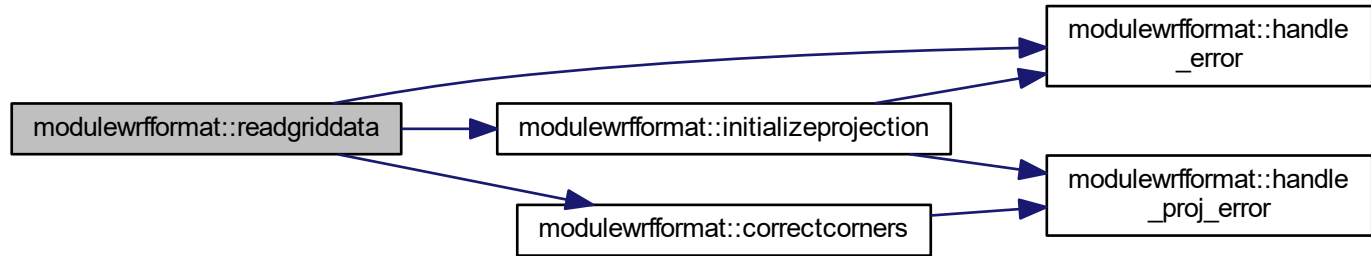 modulewrfformat::readgriddata
modulewrfformat::initializeprojection
modulewrfformat::correctcorners
modulewrfformat::handle
_error
modulewrfformat::handle
_proj_error